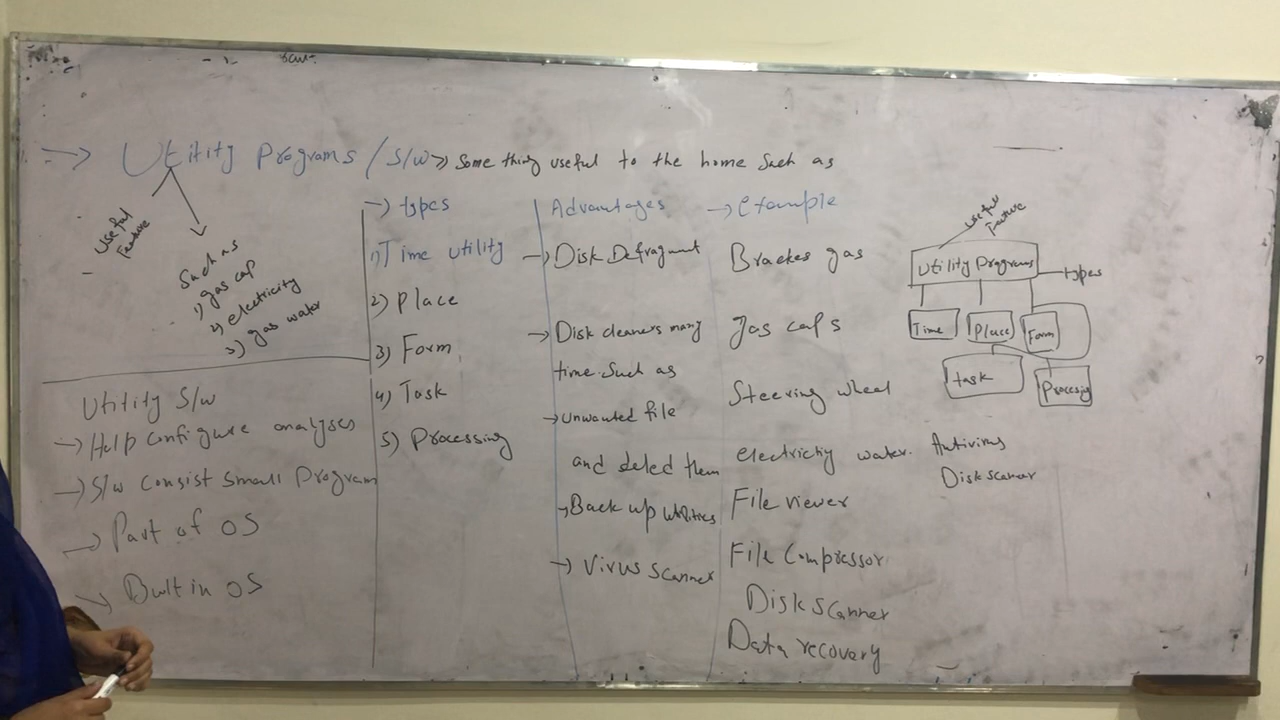 → Utility Programs / S/W => Some thing useful to the home Such as
Useful
Feature
Such as
1) gas cap
2) electricity
3) gas water
Utility S/W
→ Help Configure analyses
→ S/W Consist small Program
→ Part of OS
→ Built in OS
→ types
1) Time utility
2) Place
3) Form
4) Task
5) Processing
Advantages
→ Disk Defragment
→ Disk cleaners many
time. Such as
→ unwanted file
and deled them
→ Back up utilities
→ Virus scanner
→ Example
Brackes gas
gas caps
Steering wheel
electrictiy water.
File viewer
File Compressor
Disk scanner
Data recovery
Antivirus
Disk scanner
Useful
Feature
Utility Programs
types
Time
Place
Form
task
Procesig